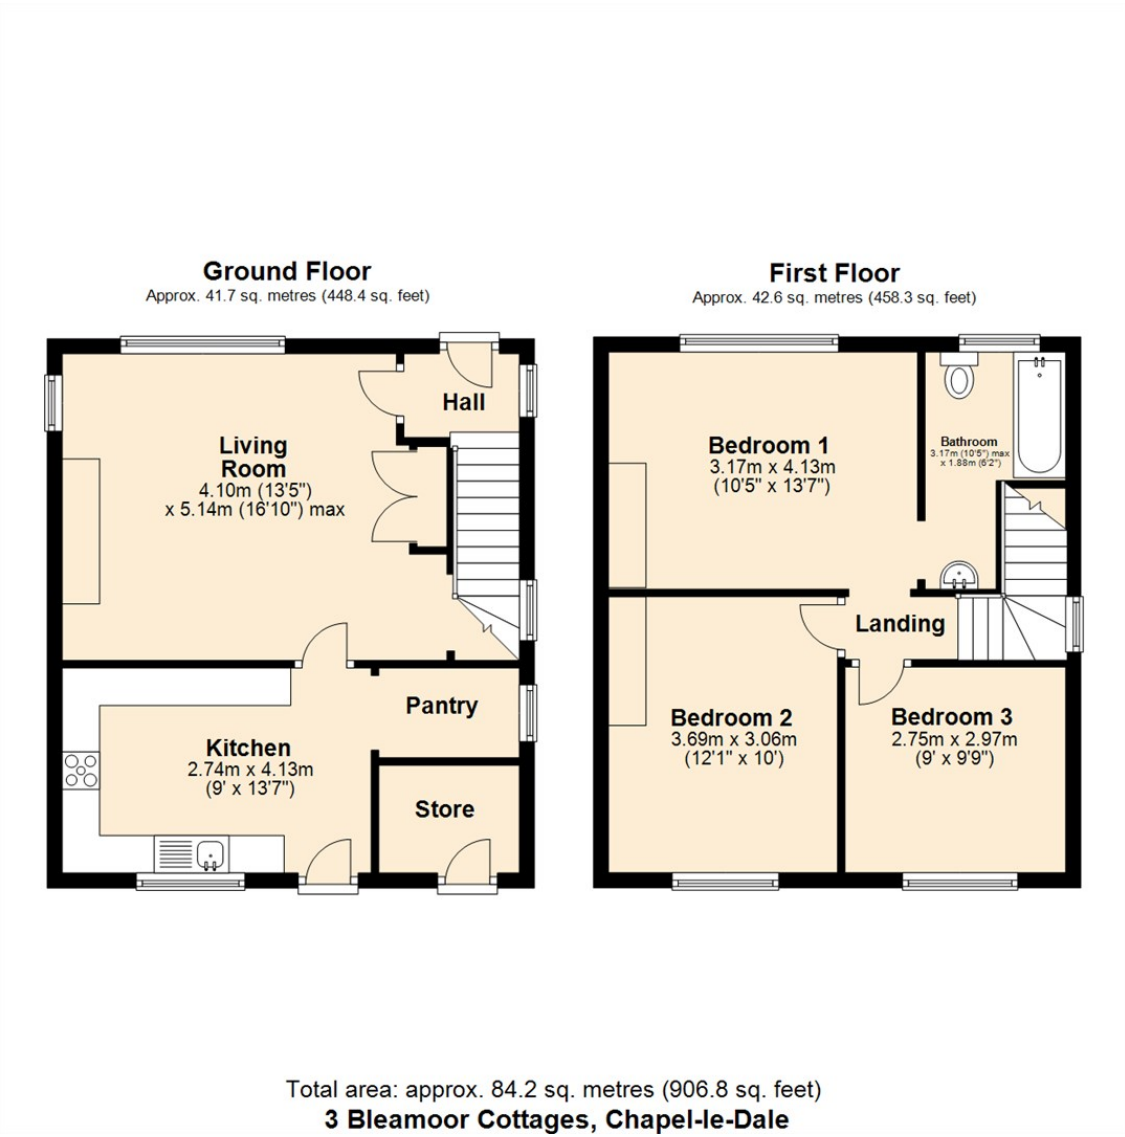 Ground Floor
Approx. 41.7 sq. metres (448.4 sq. feet)
Living
Room
4.10m (13'5")
x 5.14m (16'10") max
Hall
Kitchen
2.74m x 4.13m
(9' x 13'7")
Pantry
Store
First Floor
Approx. 42.6 sq. metres (458.3 sq. feet)
Bedroom 1
3.17m x 4.13m
(10'5" x 13'7")
Bathroom
3.17m (10'5") max
x 1.88m (6'2")
Landing
Bedroom 2
3.69m x 3.06m
(12'1" x 10')
Bedroom 3
2.75m x 2.97m
(9' x 9'9")
Total area: approx. 84.2 sq. metres (906.8 sq. feet)
3 Bleamoor Cottages, Chapel-le-Dale